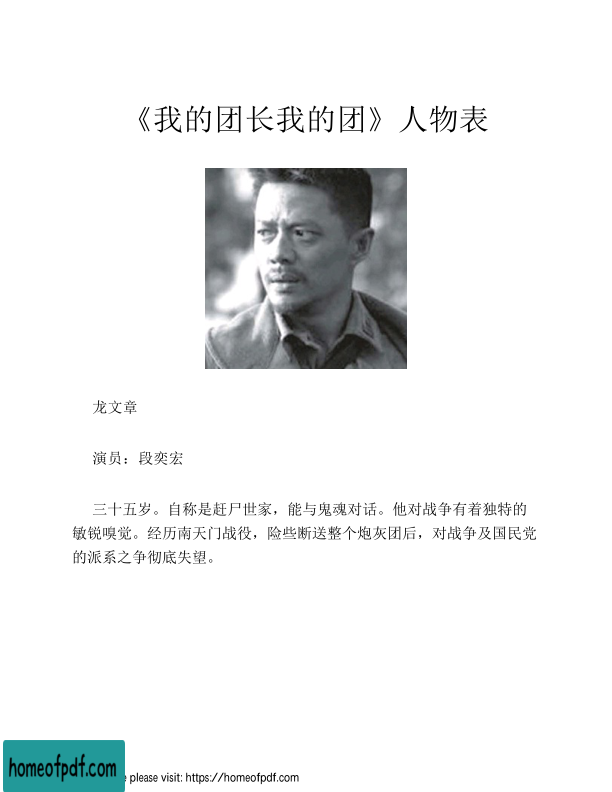 《我的团长我的团》人物表
龙文章
演员：段奕宏
三十五岁。自称是赶尸世家，能与鬼魂对话。他对战争有着独特的
敏锐嗅觉。经历南天门战役，险些断送整个炮灰团后，对战争及国民党
的派系之争彻底失望。
homeofpdf.com
e please visit: https://homeofpdf.com